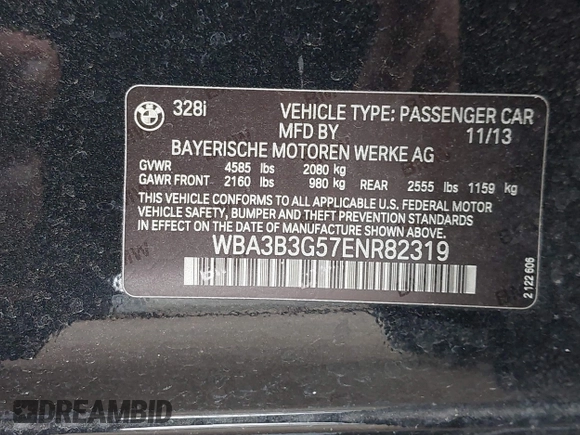 328i VEHICLE TYPE: PASSENGER CAR
MFD BY 11/13
BAYERISCHE MOTOREN WERKE AG
GVWR 4585 lbs 2080 kg
GAWR FRONT 2160 lbs 980 kg REAR 2555 lbs 1159 kg
THIS VEHICLE CONFORMS TO ALL APPLICABLE U.S. FEDERAL MOTOR
VEHICLE SAFETY, BUMPER AND THEFT PREVENTION STANDARDS
IN EFFECT ON THE DATE OF MANUFACTURE SHOWN ABOVE.
WBA3B3G57ENR82319
2 122 606
DREAMBID